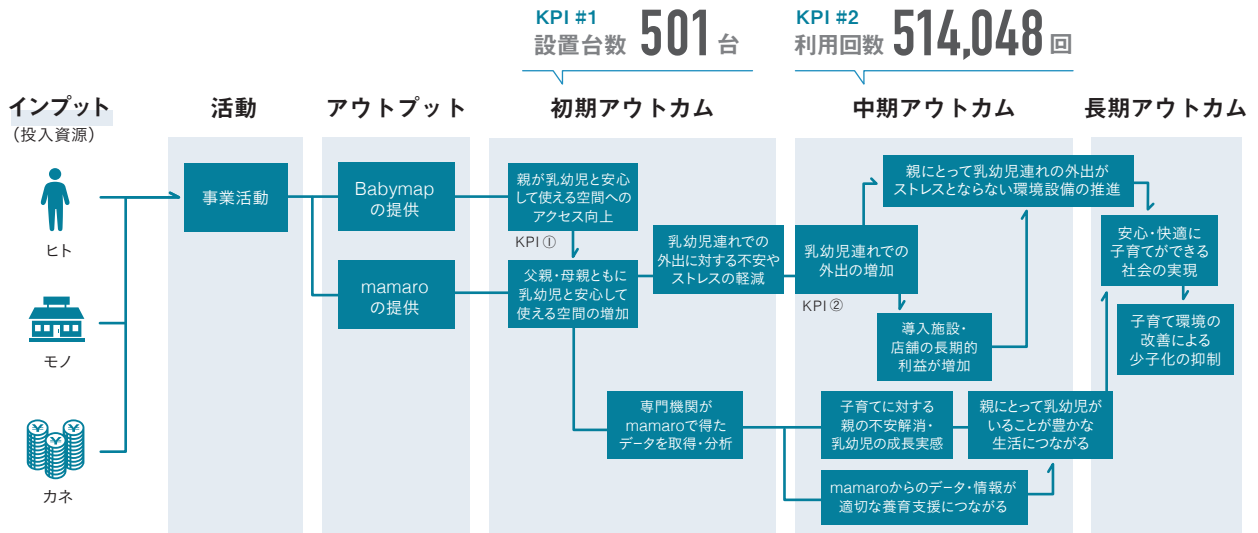 KPI #1
設置台数 501 台
KPI #2
利用回数 514,048 回
インプット
(投入資源)
活動
アウトプット
初期アウトカム
中期アウトカム
長期アウトカム
ヒト
モノ
カネ
事業活動
Babymap
の提供
mamaro
の提供
親が乳幼児と安心
して使える空間への
アクセス向上
KPI ①
父親・母親ともに
乳幼児と安心して
使える空間の増加
乳幼児連れでの
外出に対する不安や
ストレスの軽減
専門機関が
mamaroで得た
データを取得・分析
親にとって乳幼児連れの外出が
ストレスとならない環境設備の推進
乳幼児連れでの
外出の増加
KPI ②
導入施設・
店舗の長期的
利益が増加
子育てに対する
親の不安解消・
乳幼児の成長実感
親にとって乳幼児が
いることが豊かな
生活につながる
mamaroからのデータ・情報が
適切な養育支援につながる
安心・快適に
子育てができる
社会の実現
子育て環境の
改善による
少子化の抑制